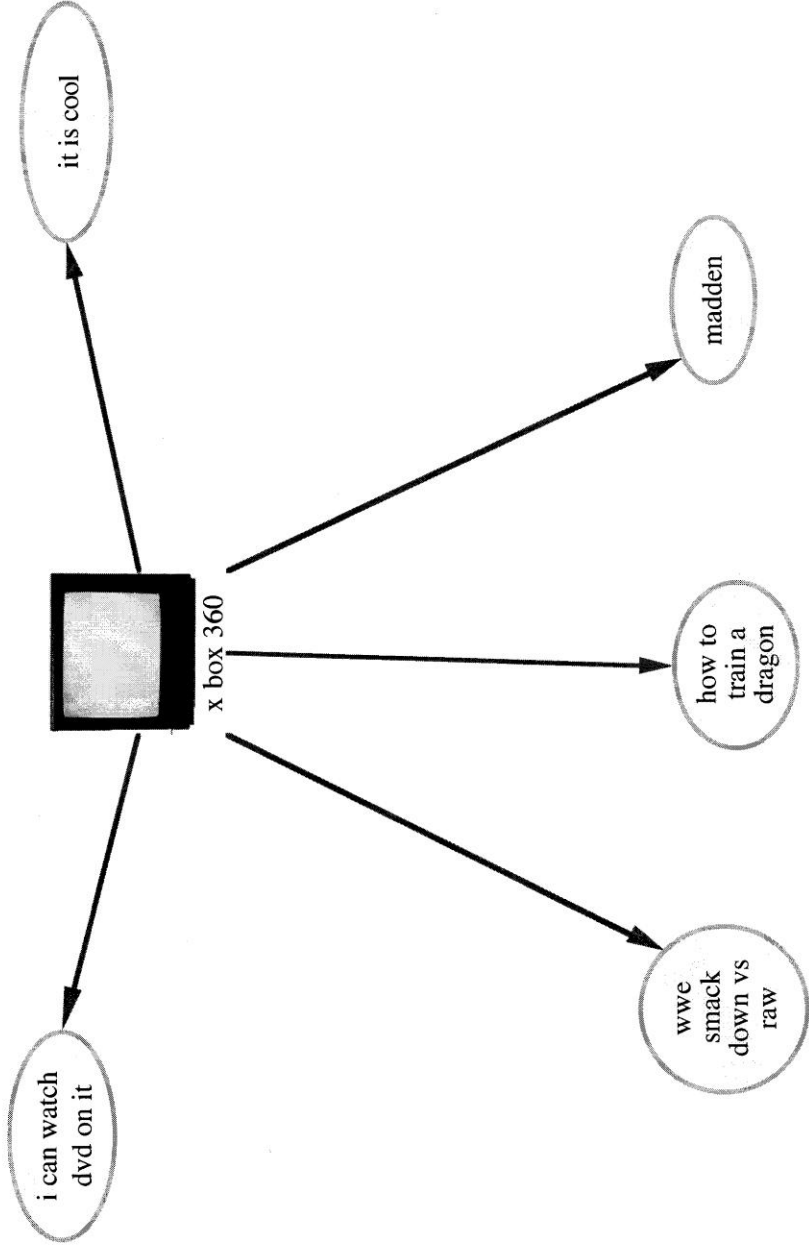 i can watch
dvd on it
it is cool
x box 360
wwe
smack
down vs
raw
how to
train a
dragon
madden